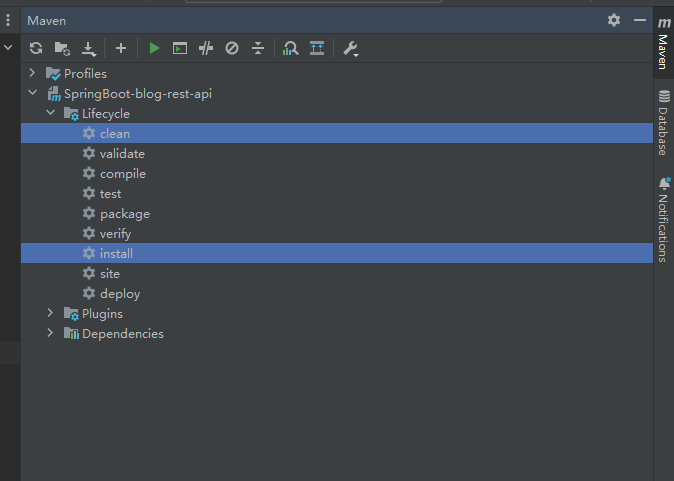 Maven
Profiles
SpringBoot-blog-rest-api
Lifecycle
clean
validate
compile
test
package
verify
install
site
deploy
Plugins
Dependencies
m
Maven
Database
Notifications